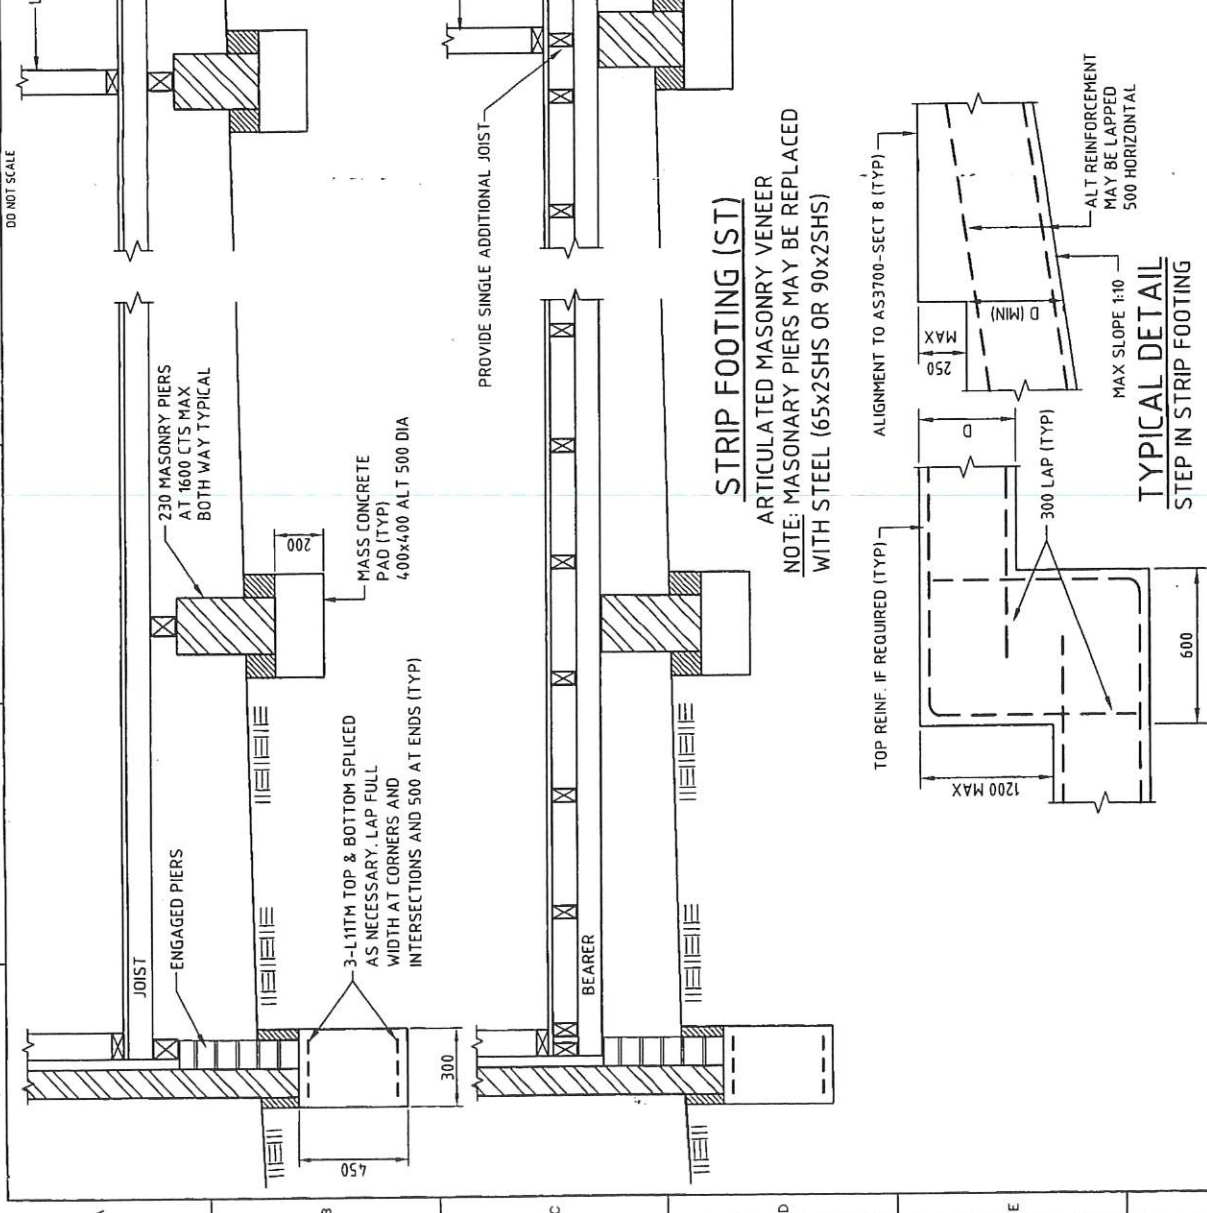 DO NOT SCALE
JOIST
ENGAGED PIERS
230 MASONRY PIERS
AT 1600 CTS MAX
BOTH WAY TYPICAL
200
MASS CONCRETE
PAD (TYP)
400x400 ALT 500 DIA
3-L11TM TOP & BOTTOM SPLICED
AS NECESSARY. LAP FULL
WIDTH AT CORNERS AND
INTERSECTIONS AND 500 AT ENDS (TYP)
450
300
PROVIDE SINGLE ADDITIONAL JOIST
BEARER
STRIP FOOTING (ST)
ARTICULATED MASONRY VENEER
NOTE: MASONARY PIERS MAY BE REPLACED
WITH STEEL (65x2SHS OR 90x2SHS)
TOP REINF. IF REQUIRED (TYP)
1200 MAX
600
300 LAP (TYP)
D
ALIGNMENT TO AS3700-SECT 8 (TYP)
250
MAX
D (MIN)
MAX SLOPE 1:10
ALT REINFORCEMENT
MAY BE LAPPED
500 HORIZONTAL
TYPICAL DETAIL
STEP IN STRIP FOOTING
B
C
D
E